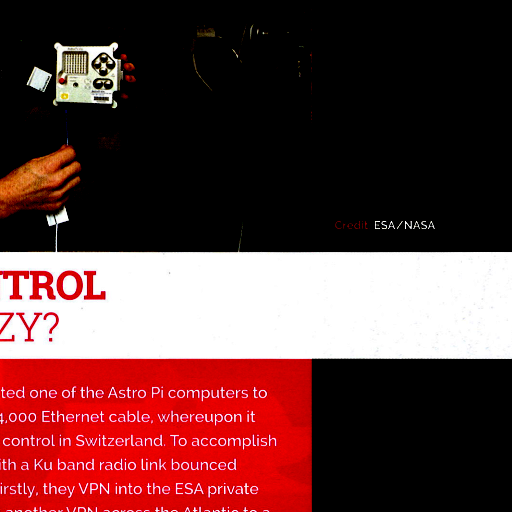 Credit: ESA/NASA
NTROL
ZY?
ted one of the Astro Pi computers to
4,000 Ethernet cable, whereupon it
control in Switzerland. To accomplish
ith a Ku band radio link bounced
irstly, they VPN into the ESA private
another VPN across the Atlantic to a